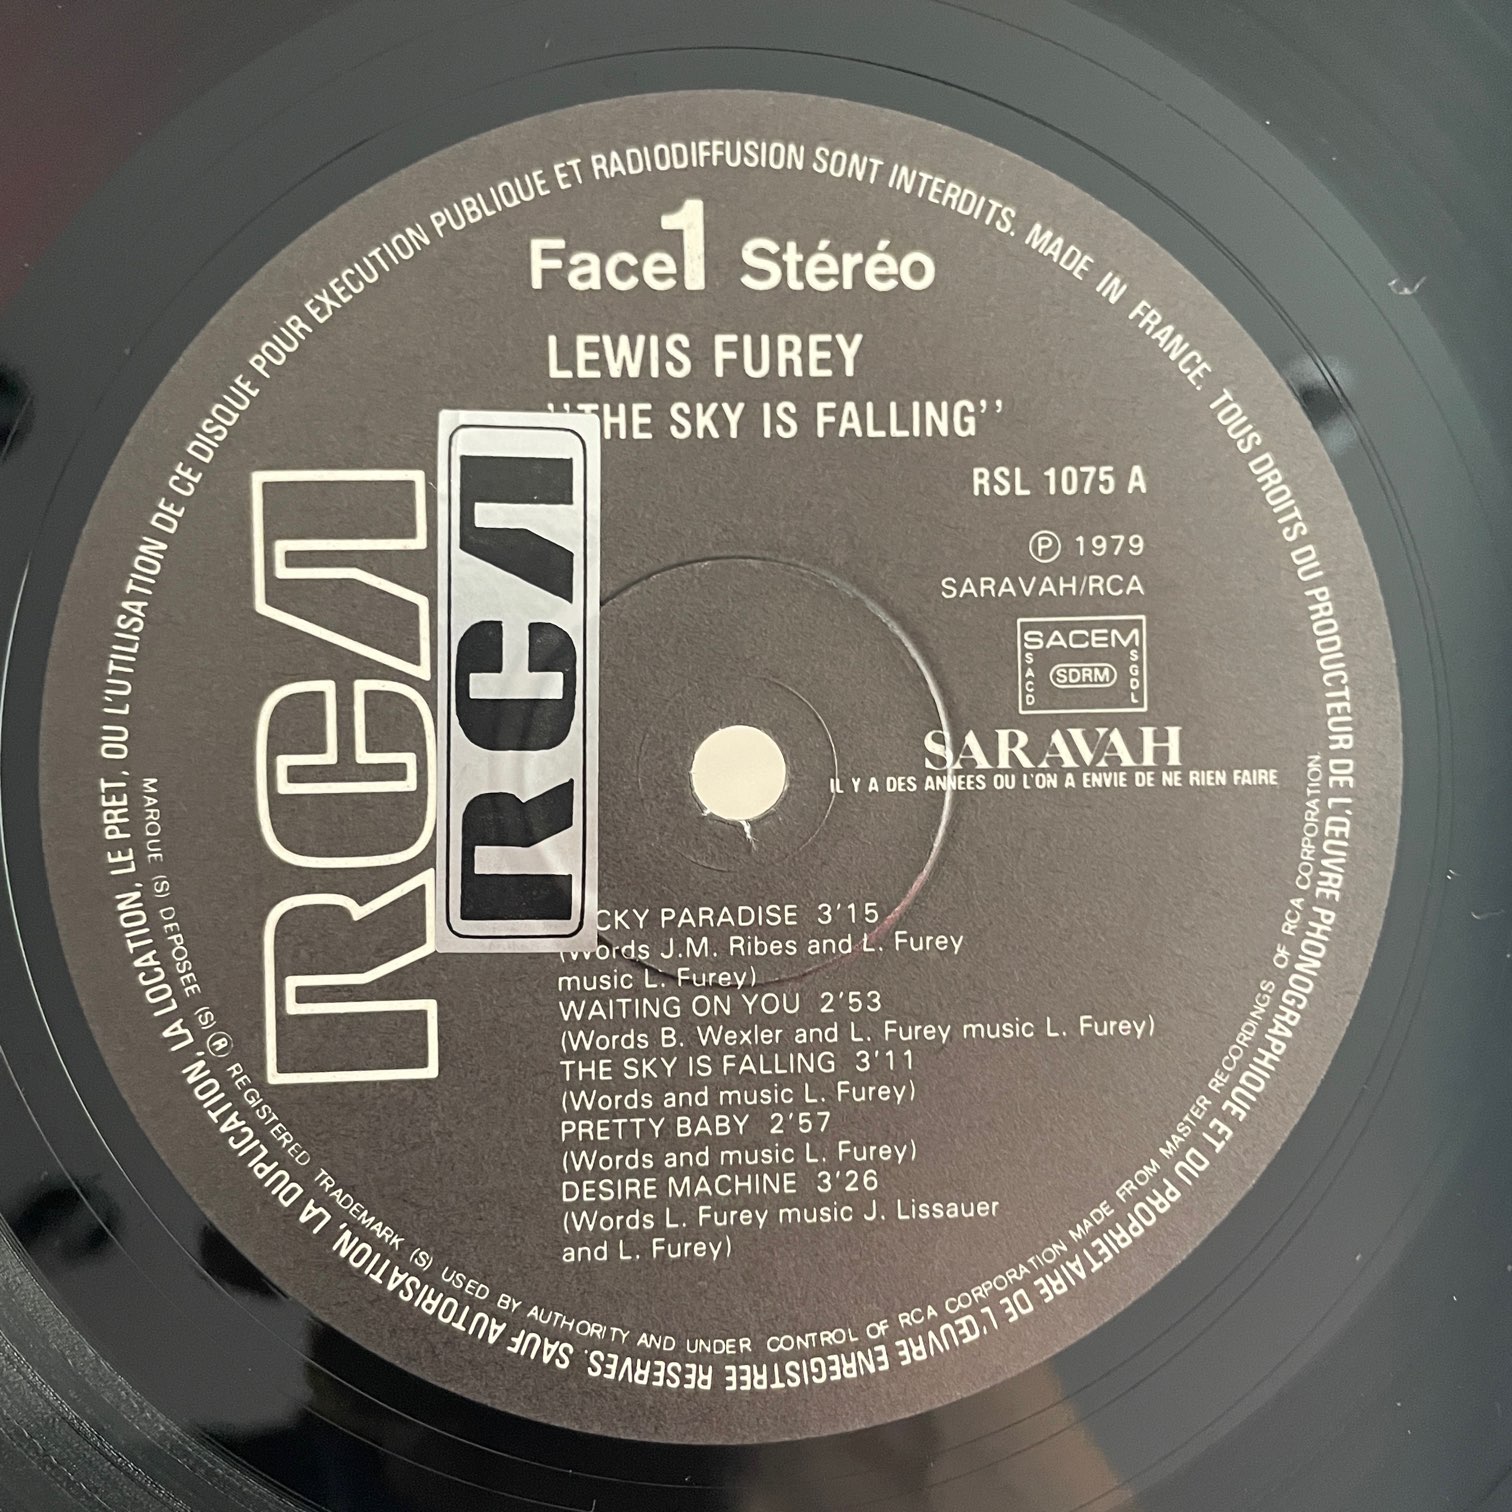 Face 1 Stéréo
LEWIS FUREY
THE SKY IS FALLING''
RSL 1075 A
Ⓟ 1979
SARAVAH/RCA
SACEM
SACD
SDRM
SGDL
SARAVAH
IL Y A DES ANNEES OU L'ON A ENVIE DE NE RIEN FAIRE
RCA
RCA
CKY PARADISE 3'15
(Words J.M. Ribes and L. Furey
music L. Furey)
WAITING ON YOU 2'53
(Words B. Wexler and L. Furey music L. Furey)
THE SKY IS FALLING 3'11
(Words and music L. Furey)
PRETTY BABY 2'57
(Words and music L. Furey)
DESIRE MACHINE 3'26
(Words L. Furey music J. Lissauer
and L. Furey)
TOUS DROITS DU PRODUCTEUR DE L'ŒUVRE PHONOGRAPHIQUE ET DU PROPRIETAIRE DE L'ŒUVRE ENREGISTREE RESERVES. SAUF AUTORISATION, LA DUPLICATION, LA LOCATION, LE PRET, OU L'UTILISATION DE CE DISQUE POUR EXECUTION PUBLIQUE ET RADIODIFFUSION SONT INTERDITS. MADE IN FRANCE.
MARQUE (S) DEPOSEE (S) ® REGISTERED TRADEMARK (S) USED BY AUTHORITY AND UNDER CONTROL OF RCA CORPORATION MADE FROM MASTER RECORDINGS OF RCA CORPORATION.